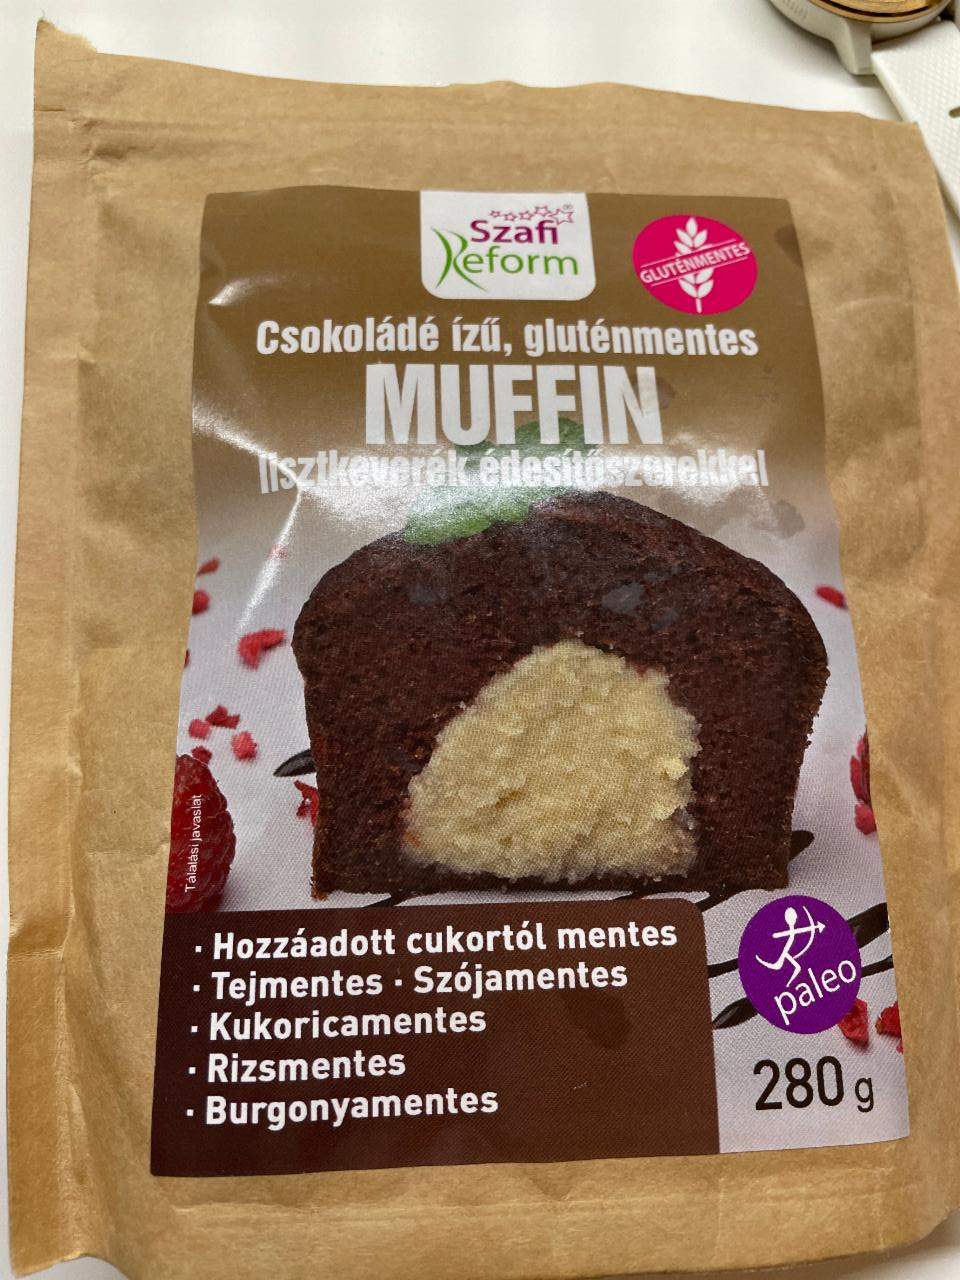 Szafi®
Reform
GLUTÉNMENTES
Csokoládé ízű, gluténmentes
MUFFIN
lisztkeverék édesítőszerekkel
Tálalási javaslat
· Hozzáadott cukortól mentes
· Tejmentes · Szójamentes
· Kukoricamentes
· Rizsmentes
· Burgonyamentes
paleo
280 g